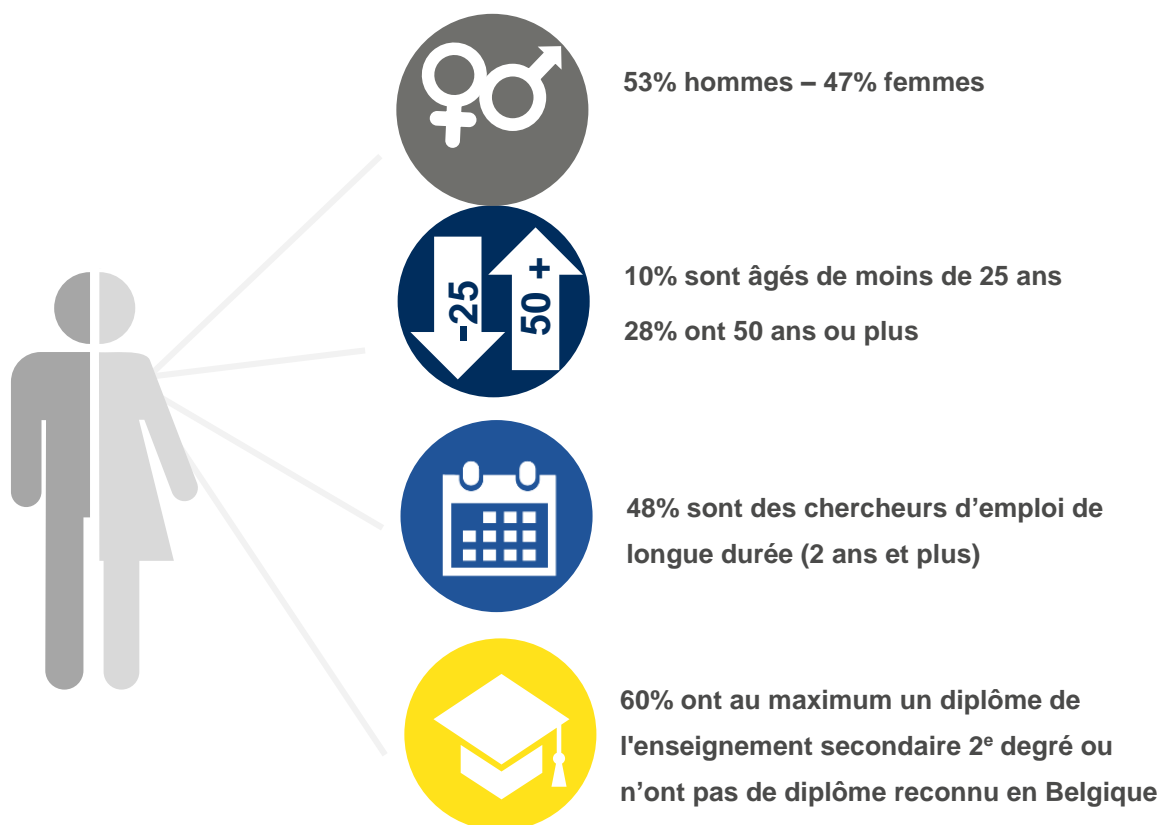 53% hommes – 47% femmes
-25
50 +
10% sont âgés de moins de 25 ans
28% ont 50 ans ou plus
48% sont des chercheurs d’emploi de
longue durée (2 ans et plus)
60% ont au maximum un diplôme de
l'enseignement secondaire 2e degré ou
n’ont pas de diplôme reconnu en Belgique